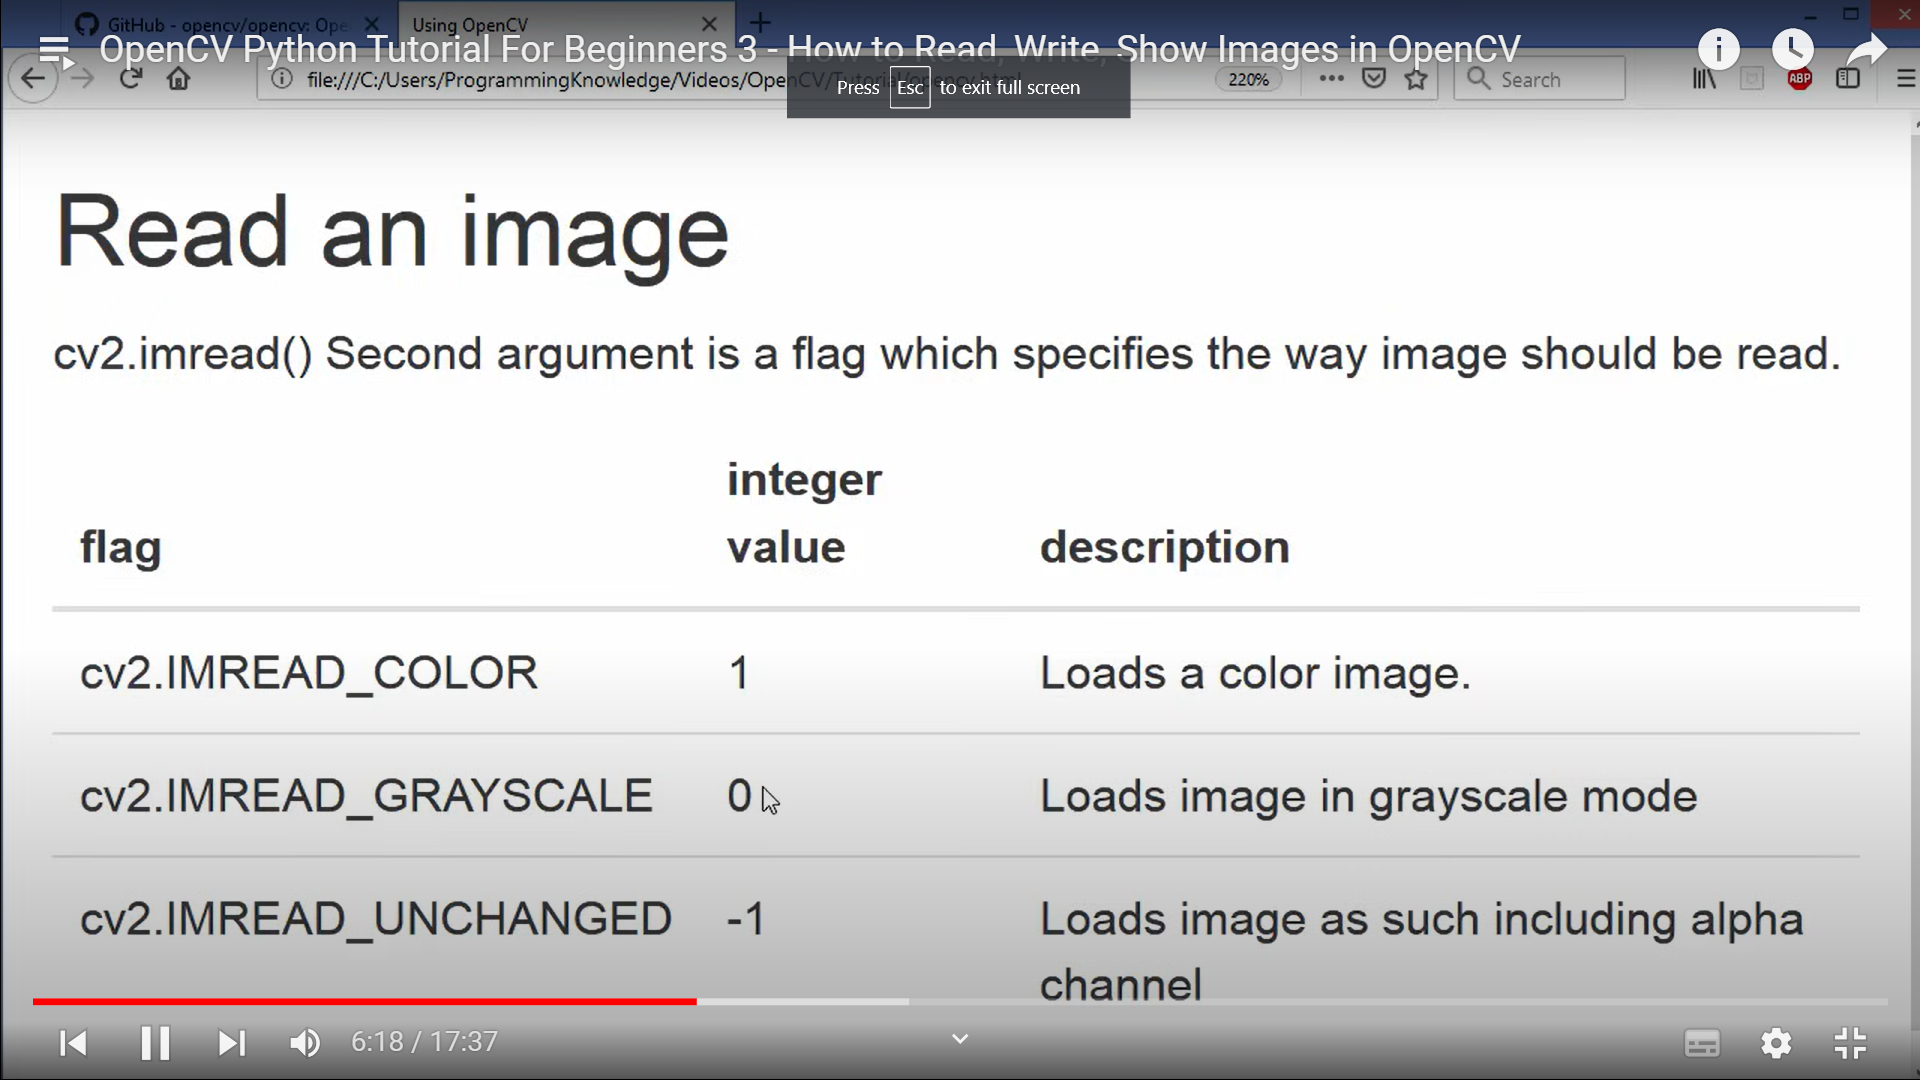 GitHub - opencv/opencv: Ope
Using OpenCV
OpenCV Python Tutorial For Beginners 3 - How to Read, Write, Show Images in OpenCV
file:///C:/Users/ProgrammingKnowledge/Videos/OpenCV/Tutorial/opencv.html
220%
Search
ABP
Press Esc to exit full screen
Read an image
cv2.imread() Second argument is a flag which specifies the way image should be read.
integer
flag value description
cv2.IMREAD_COLOR 1 Loads a color image.
cv2.IMREAD_GRAYSCALE 0 Loads image in grayscale mode
cv2.IMREAD_UNCHANGED -1 Loads image as such including alpha
channel
6:18 / 17:37